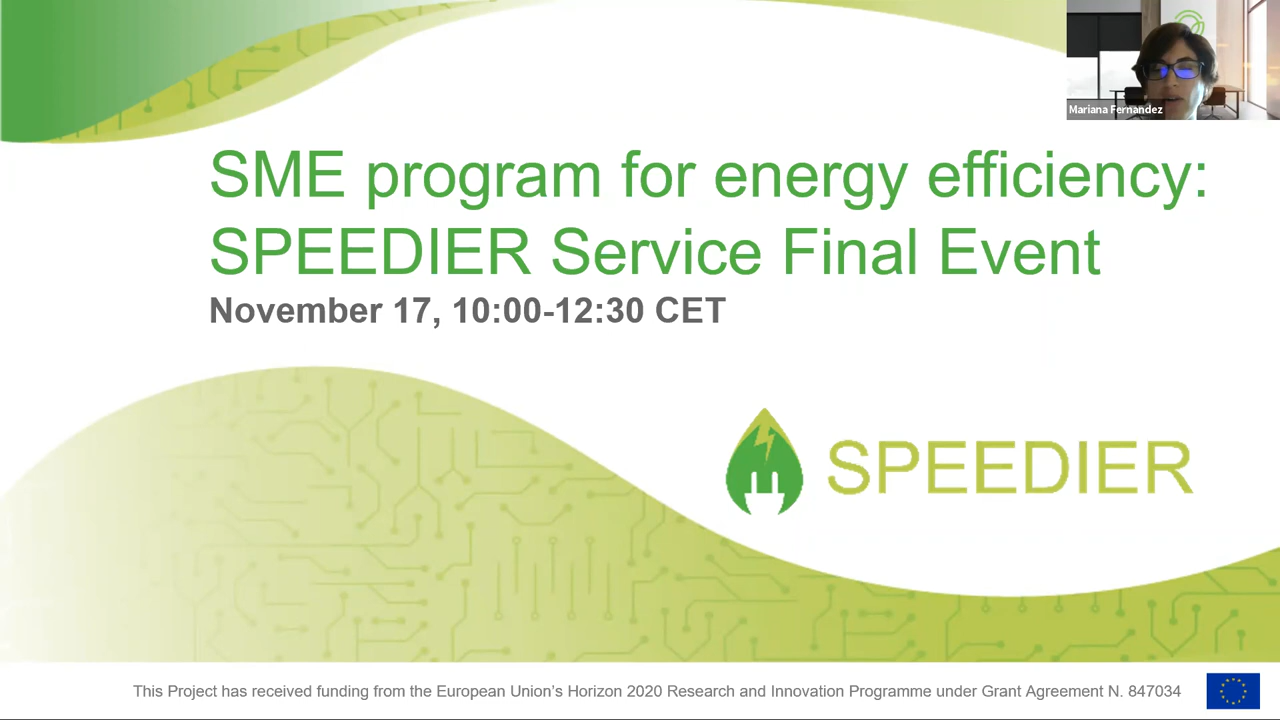 Mariana Fernandez
SME program for energy efficiency:
SPEEDIER Service Final Event
November 17, 10:00-12:30 CET
SPEEDIER
This Project has received funding from the European Union's Horizon 2020 Research and Innovation Programme under Grant Agreement N. 847034